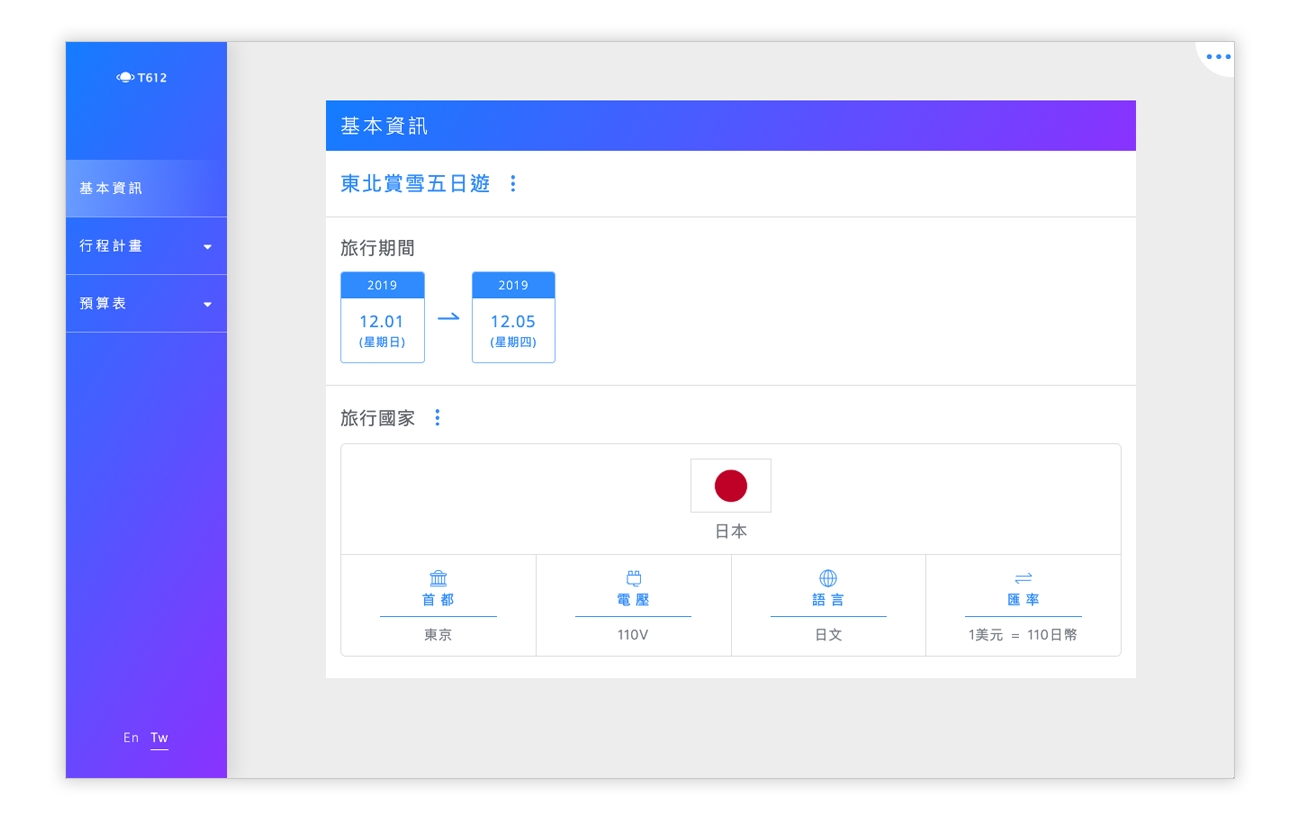 T612
基本資訊
行程計畫
預算表
En Tw
基本資訊
東北賞雪五日遊
旅行期間
2019
12.01
(星期日)
2019
12.05
(星期四)
旅行國家
日本
首都
東京
電壓
110V
語言
日文
匯率
1美元 = 110日幣